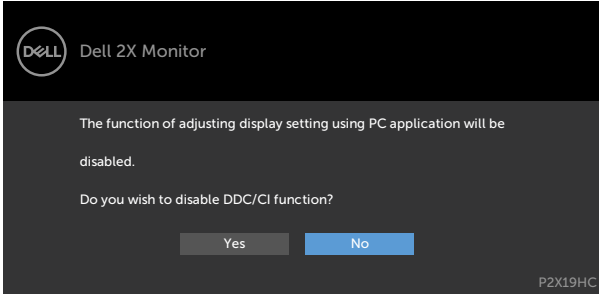 DELL
Dell 2X Monitor
The function of adjusting display setting using PC application will be
disabled.
Do you wish to disable DDC/CI function?
Yes No
P2X19HC